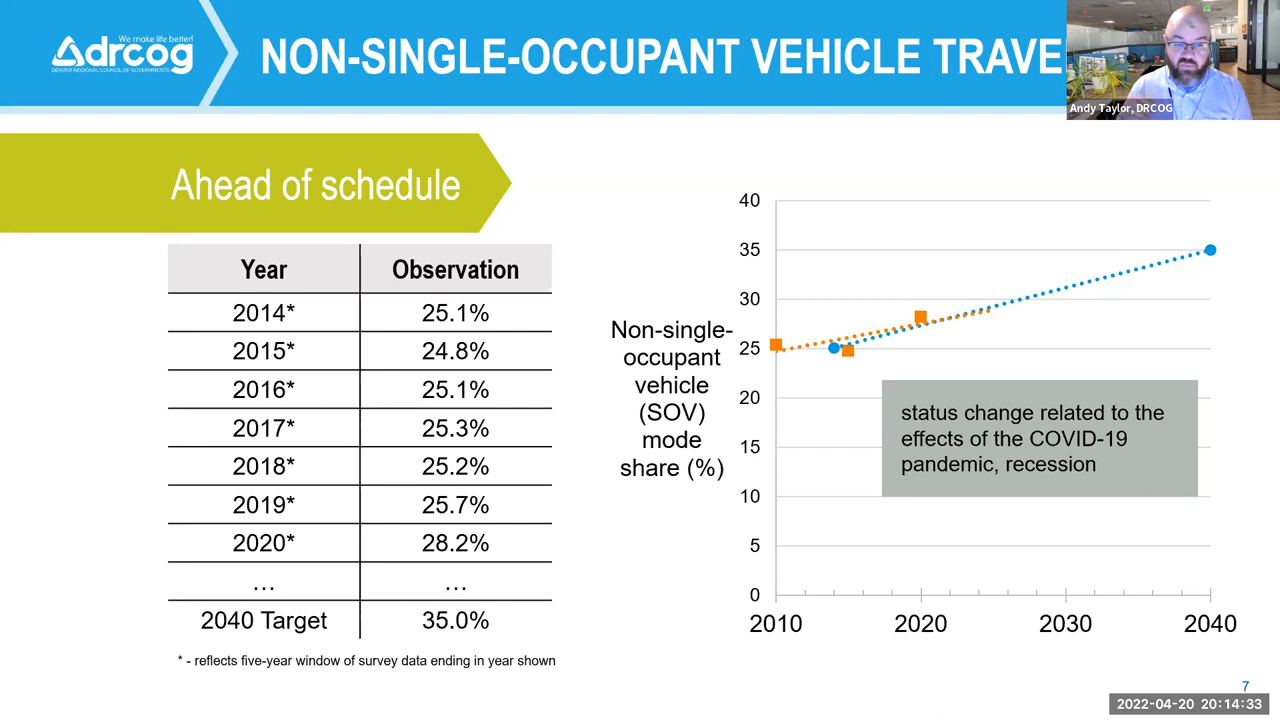 We make life better!
drcog
DENVER REGIONAL COUNCIL OF GOVERNMENTS
NON-SINGLE-OCCUPANT VEHICLE TRAVE
Andy Taylor, DRCOG
Ahead of schedule
Year Observation
2014* 25.1%
2015* 24.8%
2016* 25.1%
2017* 25.3%
2018* 25.2%
2019* 25.7%
2020* 28.2%
… …
2040 Target 35.0%
* - reflects five-year window of survey data ending in year shown
Non-single-
occupant
vehicle
(SOV)
mode
share (%)
40
35
30
25
20
15
10
5
0
2010 2020 2030 2040
status change related to the
effects of the COVID-19
pandemic, recession
7
2022-04-20 20:14:33